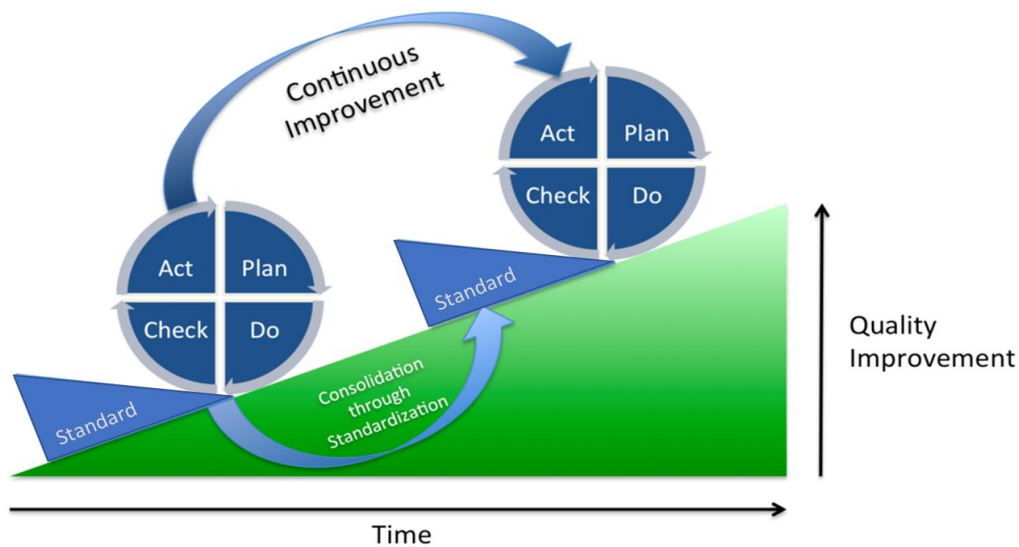 Continuous
Improvement
Act
Plan
Check
Do
Act
Plan
Check
Do
Standard
Standard
Consolidation
through
Standardization
Quality
Improvement
Time